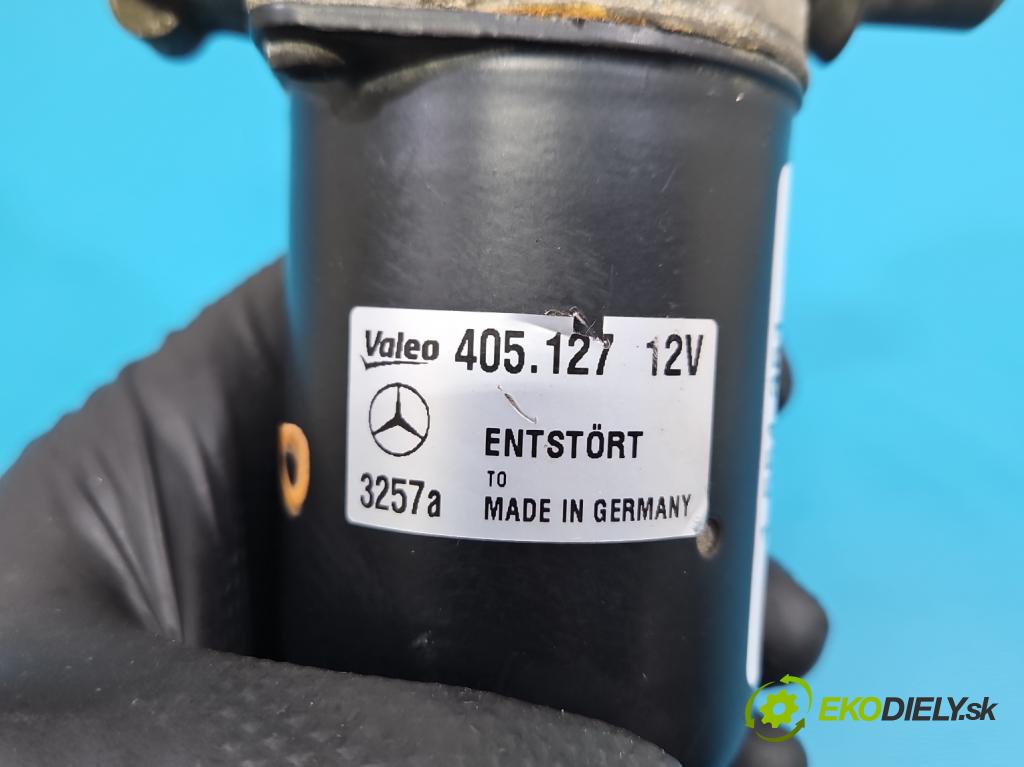 Valeo 405.127 12V
ENTSTÖRT
TO
3257a MADE IN GERMANY
EKODIELY.sk